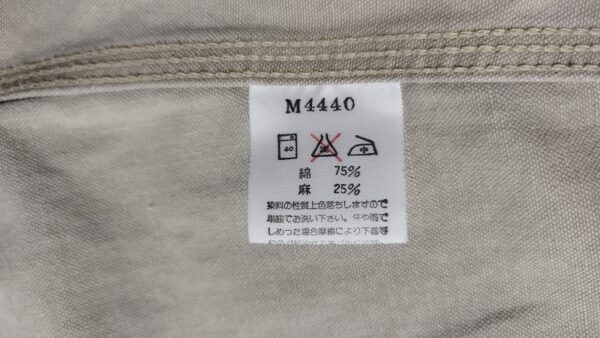 M4440
40 中
綿 75%
麻 25%
染料の性質上色落ちしますので
単独でお洗い下さい。汗や雨で
しめった場合摩擦により下着等